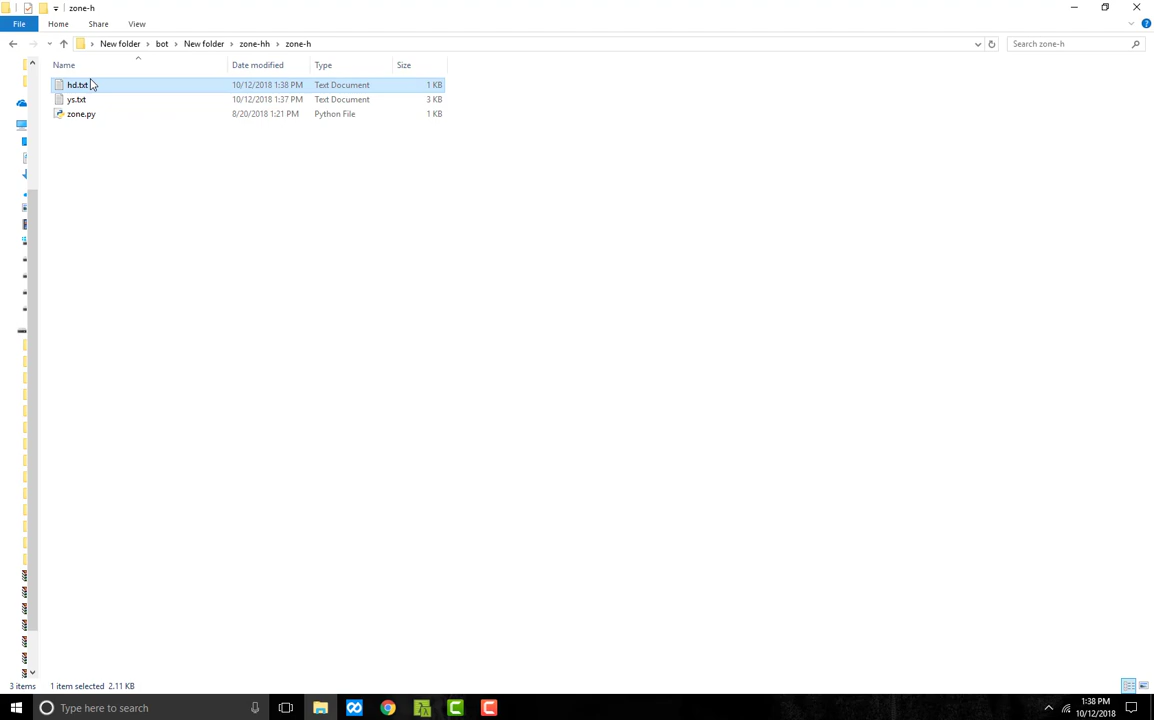 zone-h
File Home Share View
New folder bot New folder zone-hh zone-h Search zone-h
Name Date modified Type Size
hd.txt 10/12/2018 1:38 PM Text Document 1 KB
ys.txt 10/12/2018 1:37 PM Text Document 3 KB
zone.py 8/20/2018 1:21 PM Python File 1 KB
3 items 1 item selected 2.11 KB
Type here to search
1:38 PM
10/12/2018